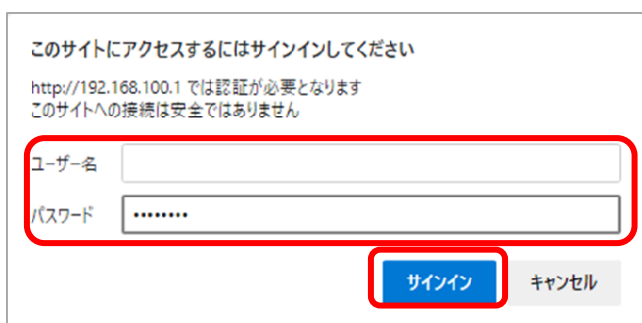 このサイトにアクセスするにはサインインしてください
http://192.168.100.1 では認証が必要となります
このサイトへの接続は安全ではありません
ユーザー名
パスワード ••••••••
サインイン キャンセル